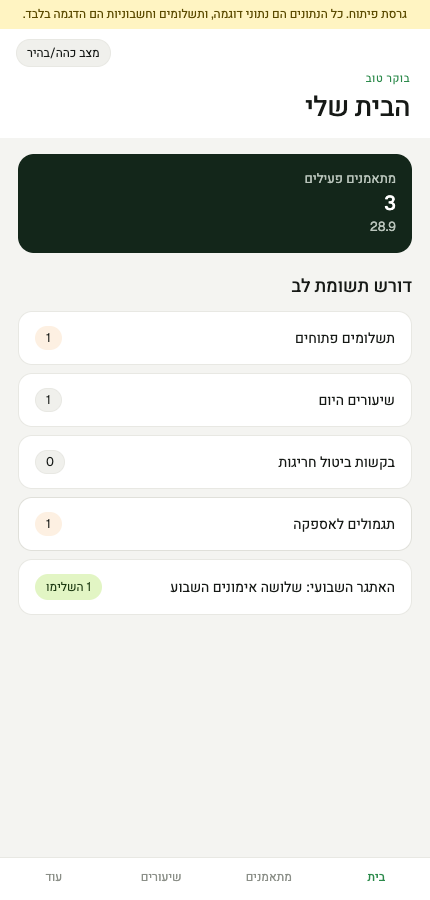 גרסת פיתוח. כל הנתונים הם נתוני דוגמה, ותשלומים וחשבוניות הם הדגמה בלבד.
מצב כהה/בהיר
בוקר טוב
הבית שלי
מתאמנים פעילים
3
28.9
דורש תשומת לב
תשלומים פתוחים 1
שיעורים היום 1
בקשות ביטול חריגות 0
תגמולים לאספקה 1
האתגר השבועי: שלושה אימונים השבוע 1 השלימו
בית מתאמנים שיעורים עוד